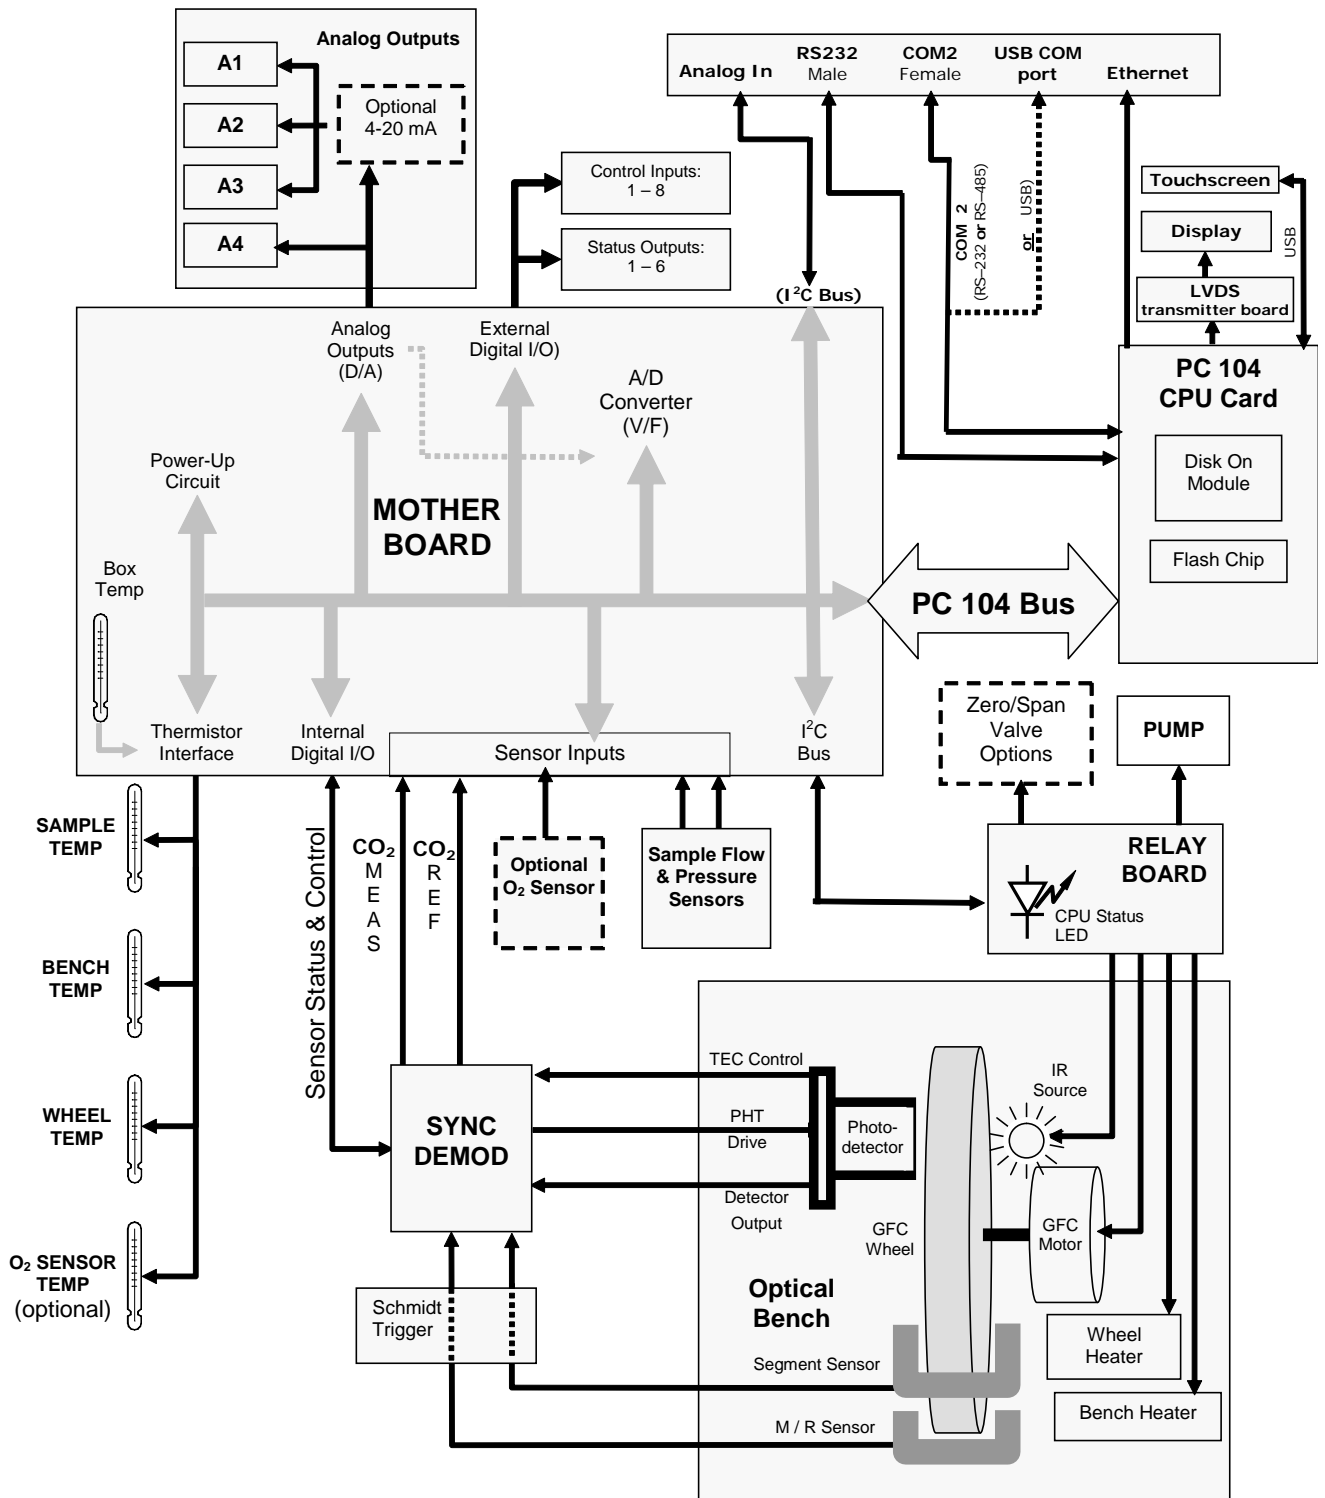 Analog Outputs
A1
A2
A3
A4
Optional
4-20 mA
Analog In
RS232
Male
COM2
Female
USB COM
port
Ethernet
Control Inputs:
1 – 8
Status Outputs:
1 – 6
COM 2
(RS–232 or RS–485)
or USB)
Touchscreen
Display
USB
LVDS
transmitter board
(I²C Bus)
Analog
Outputs
(D/A)
External
Digital I/O)
A/D
Converter
(V/F)
PC 104
CPU Card
Disk On
Module
Flash Chip
Power-Up
Circuit
MOTHER
BOARD
Box
Temp
PC 104 Bus
Thermistor
Interface
Internal
Digital I/O
Sensor Inputs
I²C
Bus
Zero/Span
Valve
Options
PUMP
SAMPLE
TEMP
BENCH
TEMP
WHEEL
TEMP
O₂ SENSOR
TEMP
(optional)
Sensor Status & Control
CO₂
M
E
A
S
CO₂
R
E
F
Optional
O₂ Sensor
Sample Flow
& Pressure
Sensors
RELAY
BOARD
CPU Status
LED
SYNC
DEMOD
TEC Control
PHT
Drive
Detector
Output
Photo-
detector
IR
Source
GFC
Wheel
GFC
Motor
Optical
Bench
Schmidt
Trigger
Segment Sensor
M / R Sensor
Wheel
Heater
Bench Heater